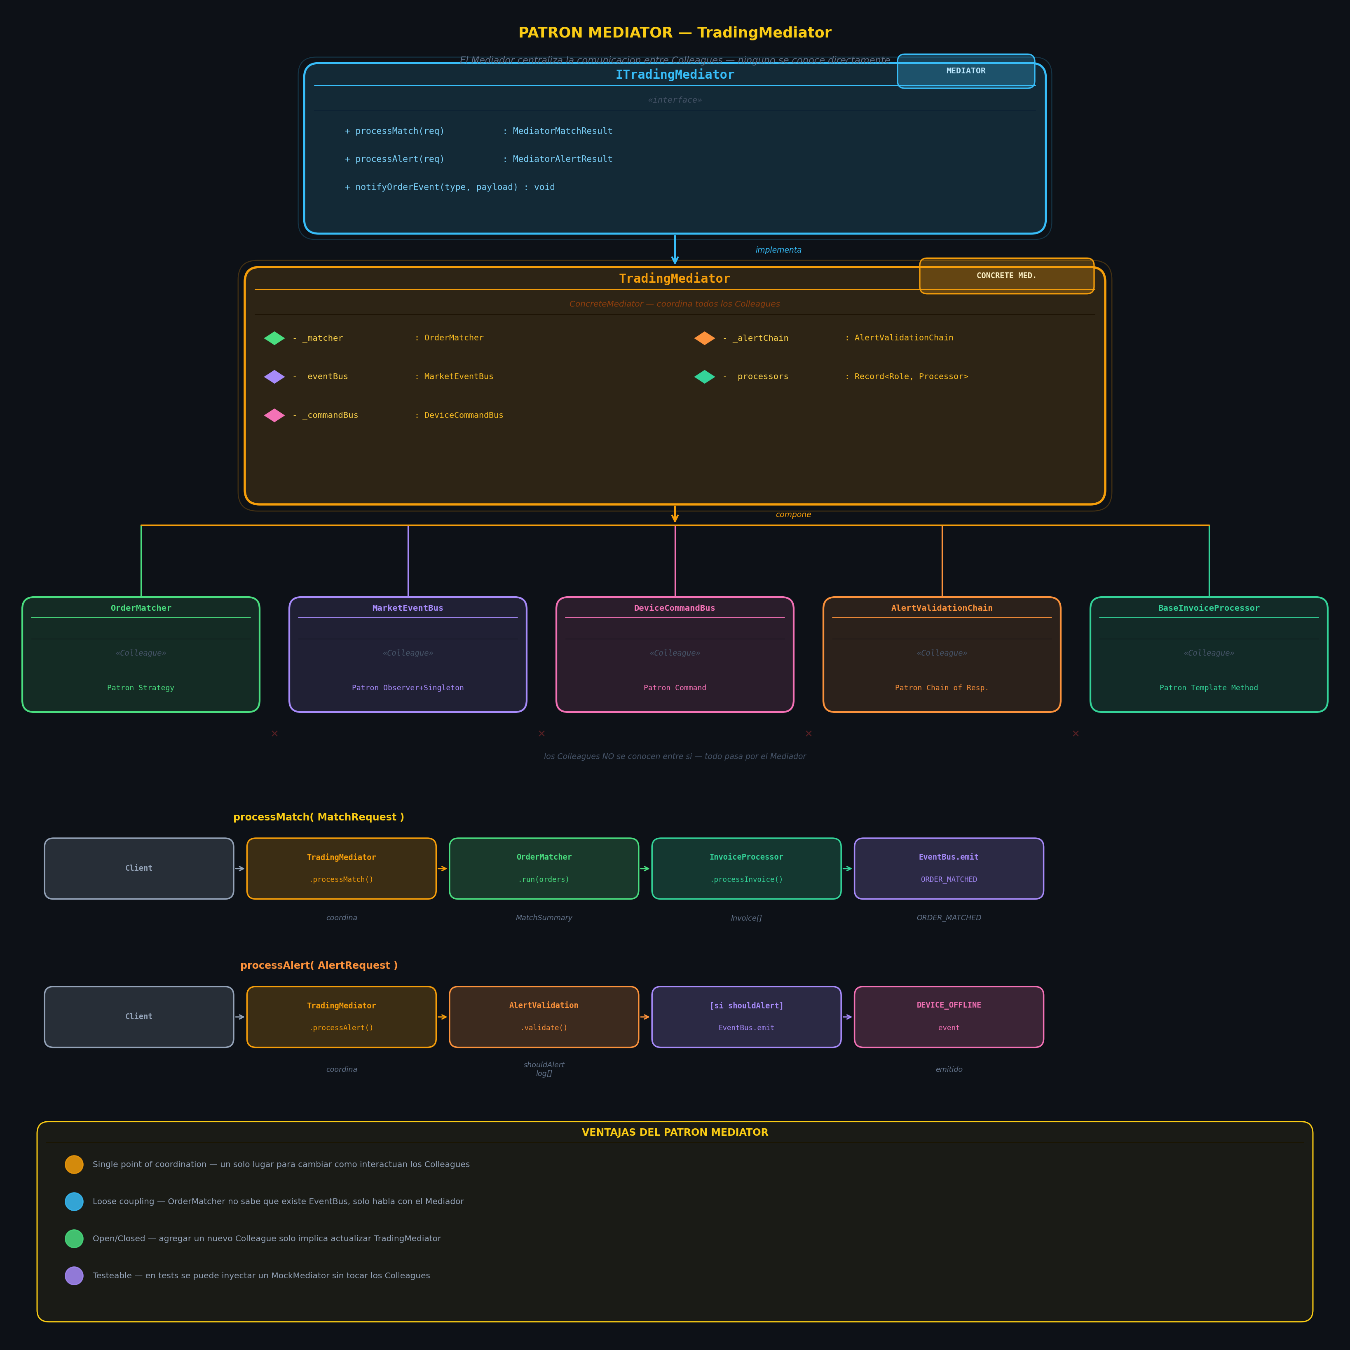 PATRON MEDIATOR — TradingMediator
El Mediador centraliza la comunicacion entre Colleagues — ninguno se conoce directamente
MEDIATOR
ITradingMediator
«interface»
+ processMatch(req) : MediatorMatchResult
+ processAlert(req) : MediatorAlertResult
+ notifyOrderEvent(type, payload) : void
implementa
CONCRETE MED.
TradingMediator
ConcreteMediator — coordina todos los Colleagues
- _matcher : OrderMatcher
- _alertChain : AlertValidationChain
- eventBus : MarketEventBus
- processors : Record<Role, Processor>
- _commandBus : DeviceCommandBus
compone
OrderMatcher
«Colleague»
Patron Strategy
MarketEventBus
«Colleague»
Patron Observer+Singleton
DeviceCommandBus
«Colleague»
Patron Command
AlertValidationChain
«Colleague»
Patron Chain of Resp.
BaseInvoiceProcessor
«Colleague»
Patron Template Method
✕ ✕ ✕ ✕
los Colleagues NO se conocen entre si — todo pasa por el Mediador
processMatch( MatchRequest )
Client
TradingMediator
.processMatch()
coordina
OrderMatcher
.run(orders)
MatchSummary
InvoiceProcessor
.processInvoice()
Invoice[]
EventBus.emit
ORDER_MATCHED
ORDER_MATCHED
processAlert( AlertRequest )
Client
TradingMediator
.processAlert()
coordina
AlertValidation
.validate()
shouldAlert
log[]
[si shouldAlert]
EventBus.emit
DEVICE_OFFLINE
event
emitido
VENTAJAS DEL PATRON MEDIATOR
Single point of coordination — un solo lugar para cambiar como interactuan los Colleagues
Loose coupling — OrderMatcher no sabe que existe EventBus, solo habla con el Mediador
Open/Closed — agregar un nuevo Colleague solo implica actualizar TradingMediator
Testeable — en tests se puede inyectar un MockMediator sin tocar los Colleagues